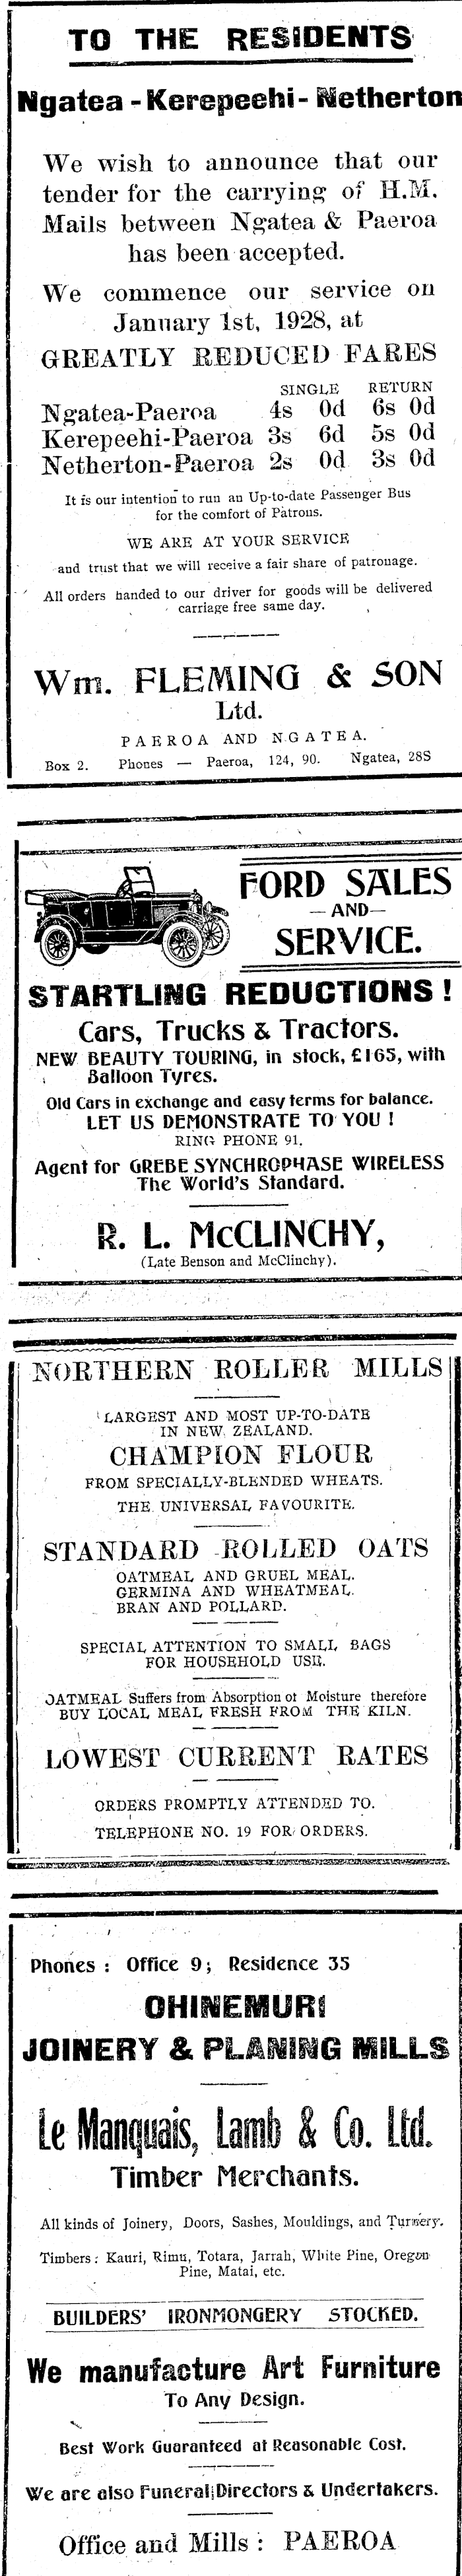 TO THE RESIDENTS
Ngatea - Kerepeehi - Netherton
We wish to announce that our
tender for the carrying of H.M.
Mails between Ngatea & Paeroa
has been accepted.
We commence our service on
January 1st, 1928, at
GREATLY REDUCED FARES
SINGLE RETURN
Ngatea-Paeroa 4s 0d 6s 0d
Kerepeehi-Paeroa 3s 6d 5s 0d
Netherton-Paeroa 2s 0d 3s 0d
It is our intention to run an Up-to-date Passenger Bus
for the comfort of Patrons.
WE ARE AT YOUR SERVICE
and trust that we will receive a fair share of patronage.
All orders handed to our driver for goods will be delivered
carriage free same day.
Wm. FLEMING & SON
Ltd.
PAEROA AND NGATEA.
Box 2. Phones — Paeroa, 124, 90. Ngatea, 28S
FORD SALES
—AND—
SERVICE.
STARTLING REDUCTIONS !
Cars, Trucks & Tractors.
NEW BEAUTY TOURING, in stock, £165, with
Balloon Tyres.
Old Cars in exchange and easy terms for balance.
LET US DEMONSTRATE TO YOU !
RING PHONE 91.
Agent for GREBE SYNCHROPHASE WIRELESS
The World's Standard.
R. L. McCLINCHY,
(Late Benson and McClinchy).
NORTHERN ROLLER MILLS
LARGEST AND MOST UP-TO-DATE
IN NEW ZEALAND.
CHAMPION FLOUR
FROM SPECIALLY-BLENDED WHEATS.
THE UNIVERSAL FAVOURITE.
STANDARD ROLLED OATS
OATMEAL AND GRUEL MEAL.
GERMINA AND WHEATMEAL.
BRAN AND POLLARD.
SPECIAL ATTENTION TO SMALL BAGS
FOR HOUSEHOLD USE.
OATMEAL Suffers from Absorption of Moisture therefore
BUY LOCAL MEAL FRESH FROM THE KILN.
LOWEST CURRENT RATES
ORDERS PROMPTLY ATTENDED TO.
TELEPHONE NO. 19 FOR ORDERS.
Phones : Office 9 ; Residence 35
OHINEMURI
JOINERY & PLANING MILLS
Le Manquais, Lamb & Co. Ltd.
Timber Merchants.
All kinds of Joinery, Doors, Sashes, Mouldings, and Turnery.
Timbers : Kauri, Rimu, Totara, Jarrah, White Pine, Oregon
Pine, Matai, etc.
BUILDERS' IRONMONGERY STOCKED.
We manufacture Art Furniture
To Any Design.
Best Work Guaranteed at Reasonable Cost.
We are also Funeral Directors & Undertakers.
Office and Mills : PAEROA